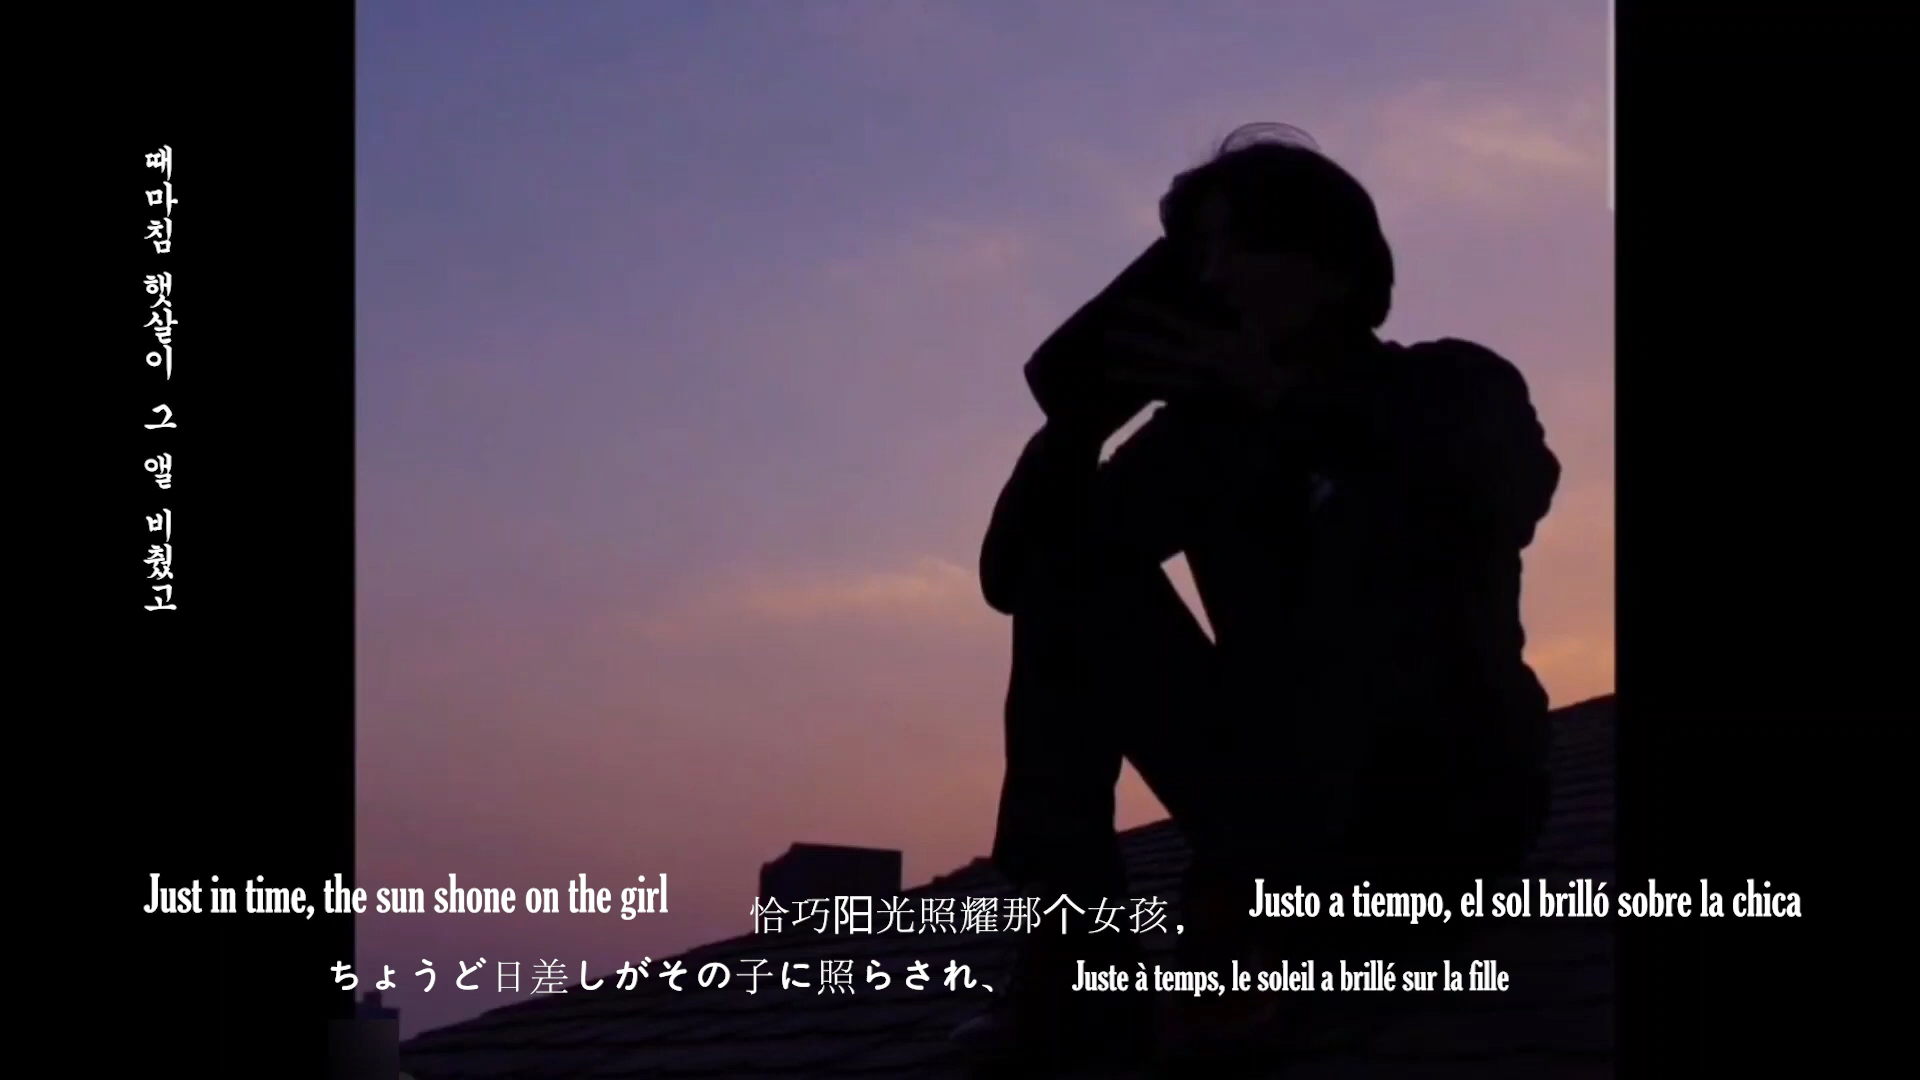 때마침 햇살이 그 앨 비췄고
Just in time, the sun shone on the girl
恰巧阳光照耀那个女孩，
Justo a tiempo, el sol brilló sobre la chica
ちょうど日差しがその子に照らされ、
Juste à temps, le soleil a brillé sur la fille